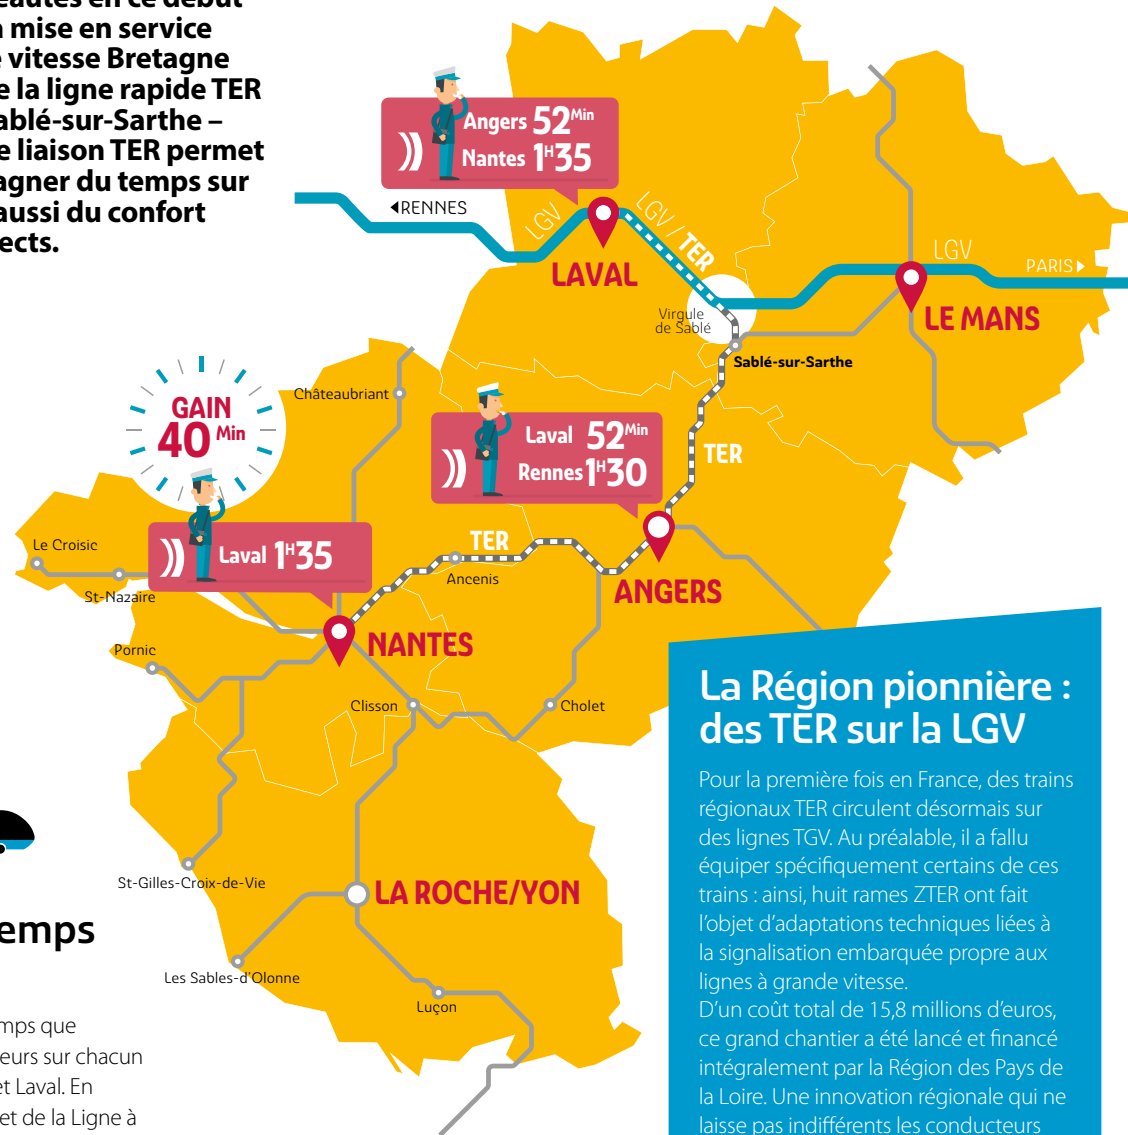 eautés en ce début
a mise en service
e vitesse Bretagne
e la ligne rapide TER
ablé-sur-Sarthe –
e liaison TER permet
agner du temps sur
aussi du confort
ects.
Angers 52Min
Nantes 1H35
◀RENNES
LGV
LGV / TER
LAVAL
LGV
PARIS▶
LE MANS
Virgule
de Sablé
Sablé-sur-Sarthe
Châteaubriant
GAIN
40 Min
Laval 52Min
Rennes 1H30
TER
Le Croisic
St-Nazaire
Laval 1H35
TER
Ancenis
ANGERS
Pornic
NANTES
Clisson
Cholet
St-Gilles-Croix-de-Vie
LA ROCHE/YON
Les Sables-d'Olonne
Luçon
emps
mps que
eurs sur chacun
et Laval. En
et de la Ligne à
La Région pionnière :
des TER sur la LGV
Pour la première fois en France, des trains
régionaux TER circulent désormais sur
des lignes TGV. Au préalable, il a fallu
équiper spécifiquement certains de ces
trains : ainsi, huit rames ZTER ont fait
l’objet d’adaptations techniques liées à
la signalisation embarquée propre aux
lignes à grande vitesse.
D’un coût total de 15,8 millions d’euros,
ce grand chantier a été lancé et financé
intégralement par la Région des Pays de
la Loire. Une innovation régionale qui ne
laisse pas indifférents les conducteurs